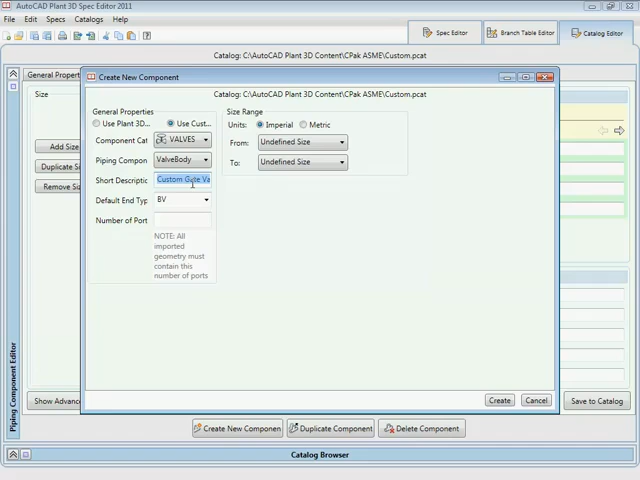 AutoCAD Plant 3D Spec Editor 2011
File Edit Specs Catalogs Help
Spec Editor
Branch Table Editor
Catalog Editor
Catalog: C:\AutoCAD Plant 3D Content\CPak ASME\Custom.pcat
General Propert
Size
Add Size
Duplicate Si
Remove Si
Show Advanc
Piping Component Editor
Create New Component
Catalog: C:\AutoCAD Plant 3D Content\CPak ASME\Custom.pcat
General Properties
Use Plant 3D... Use Cust...
Component Cat VALVES
Piping Compon ValveBody
Short Descriptic Custom Gate Va
Default End Typ BV
Number of Port
NOTE: All
imported
geometry must
contain this
number of ports
Size Range
Units: Imperial Metric
From: Undefined Size
To: Undefined Size
Create Cancel
Save to Catalog
Create New Componen Duplicate Component Delete Component
Catalog Browser